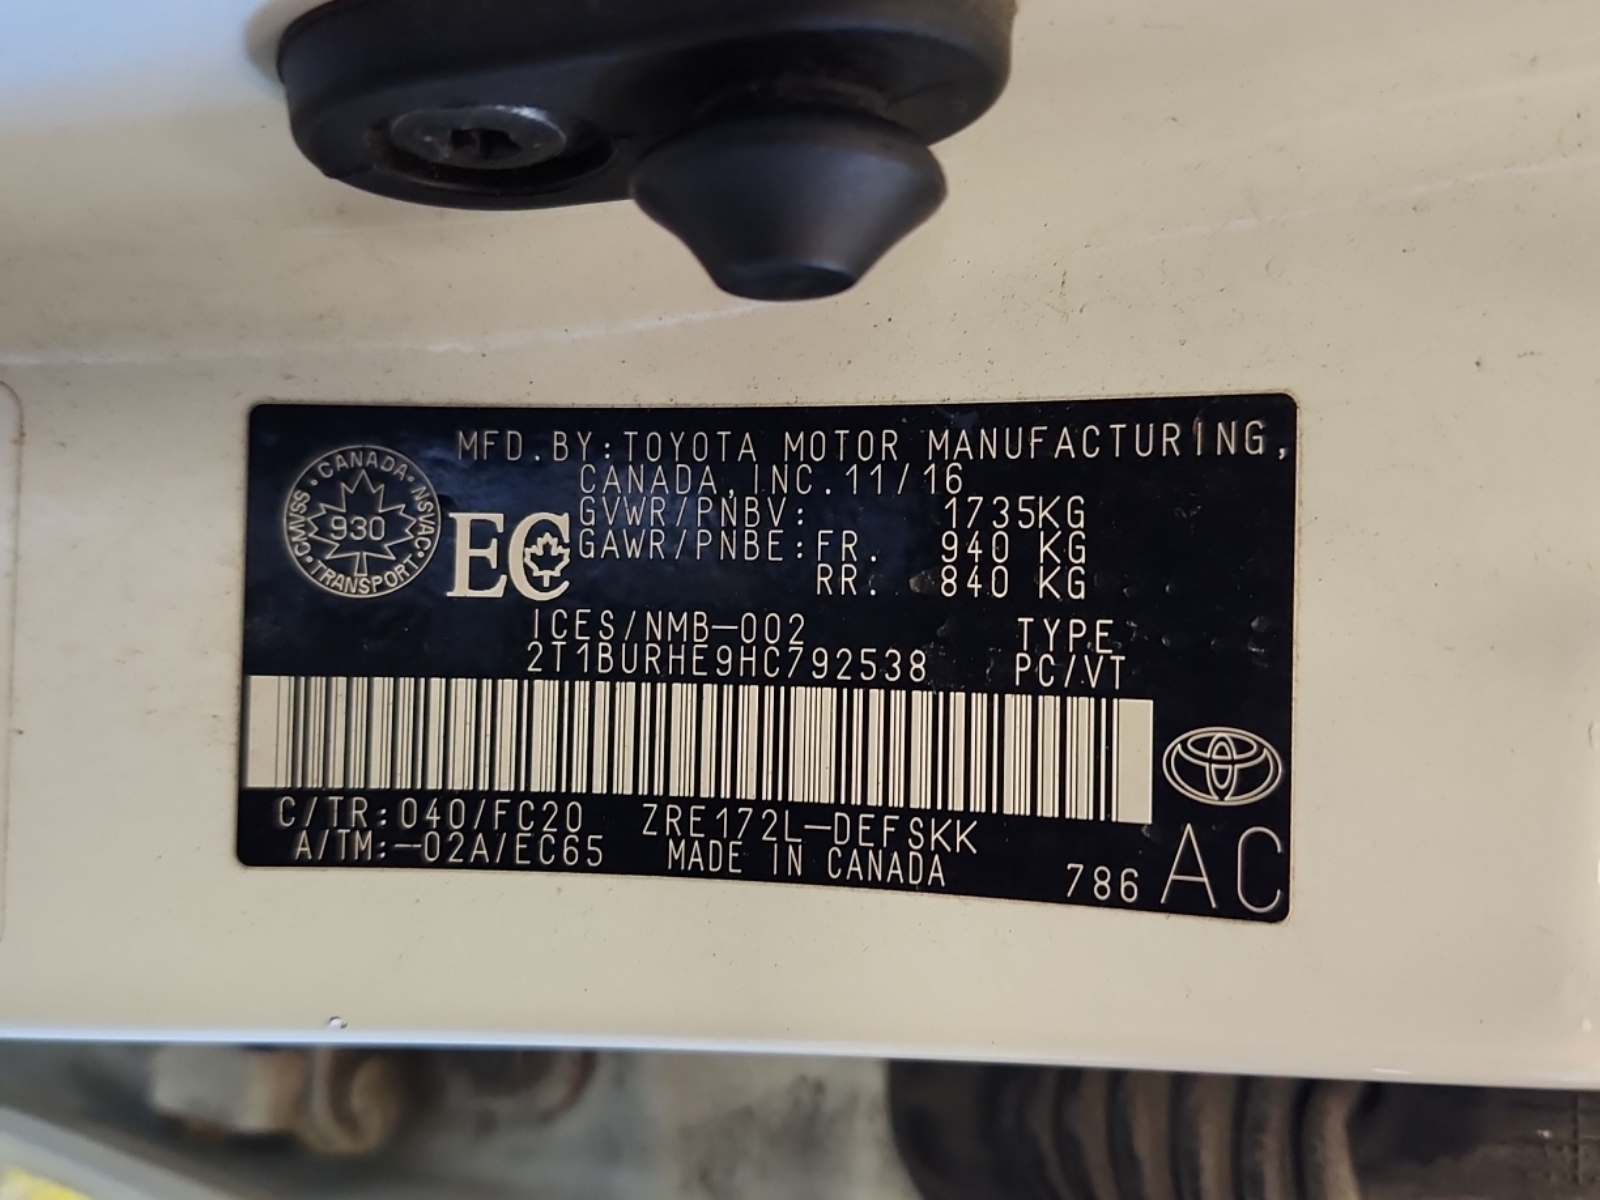 MFD. BY: TOYOTA MOTOR MANUFACTURING,
CANADA, INC. 11/16
GVWR/PNBV: 1735KG
GAWR/PNBE: FR. 940 KG
RR. 840 KG
CANADA · NSVAC · TRANSPORT · CMVSS ·
930
EC
ICES/NMB-002
TYPE
2T1BURHE9HC792538
PC/VT
C/TR: 040/FC20 ZRE172L-DEFSKK
A/TM: -02A/EC65 MADE IN CANADA
786 AC